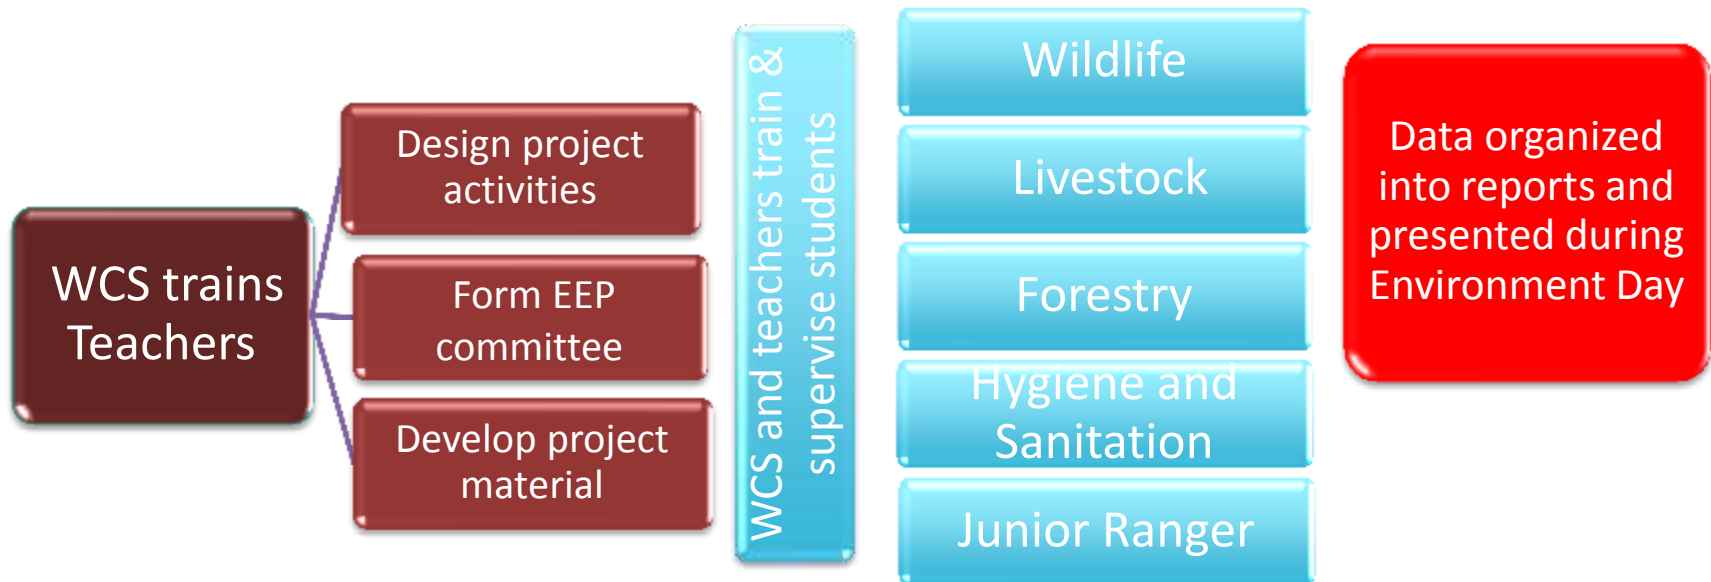 WCS trains
Teachers
Design project
activities
Form EEP
committee
Develop project
material
WCS and teachers train &
supervise students
Wildlife
Livestock
Forestry
Hygiene and
Sanitation
Junior Ranger
Data organized
into reports and
presented during
Environment Day